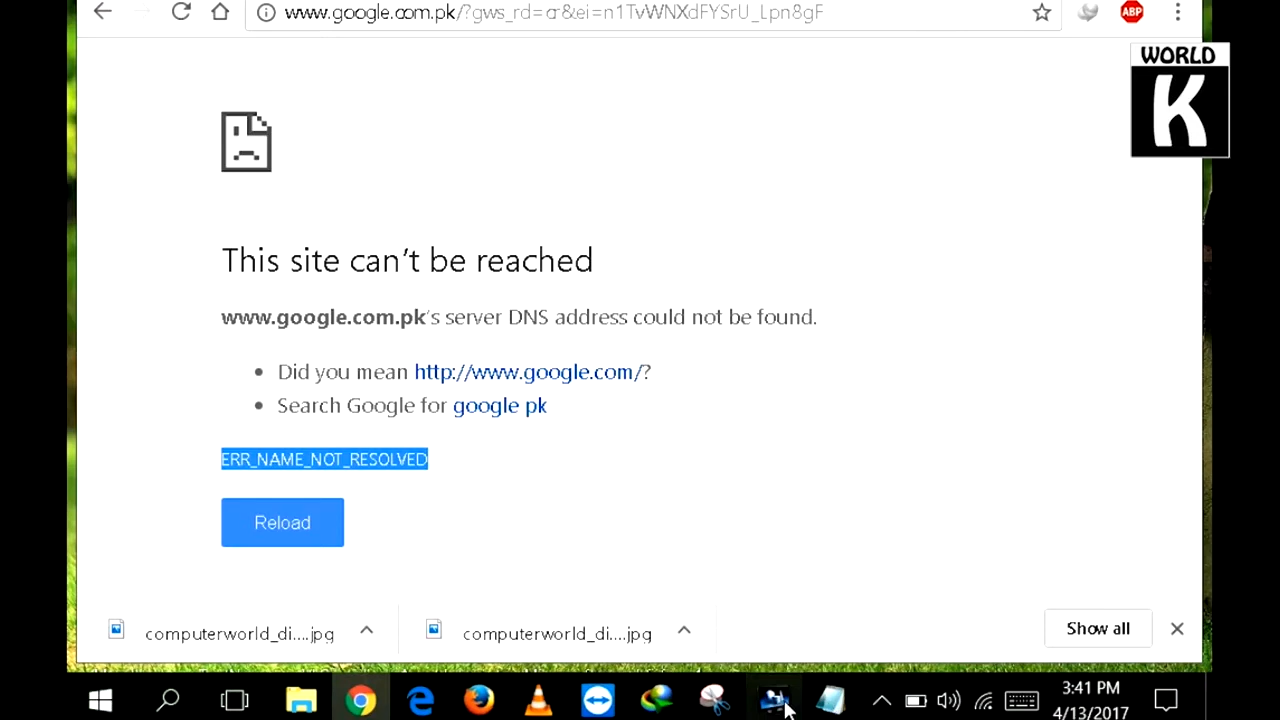 www.google.com.pk/?gws_rd=cr&ei=n1TvWNXdFYSrU_Lpn8gF
ABP
WORLD
K
This site can't be reached
www.google.com.pk's server DNS address could not be found.
• Did you mean http://www.google.com/?
• Search Google for google pk
ERR_NAME_NOT_RESOLVED
Reload
computerworld_di....jpg
computerworld_di....jpg
Show all
3:41 PM
4/13/2017